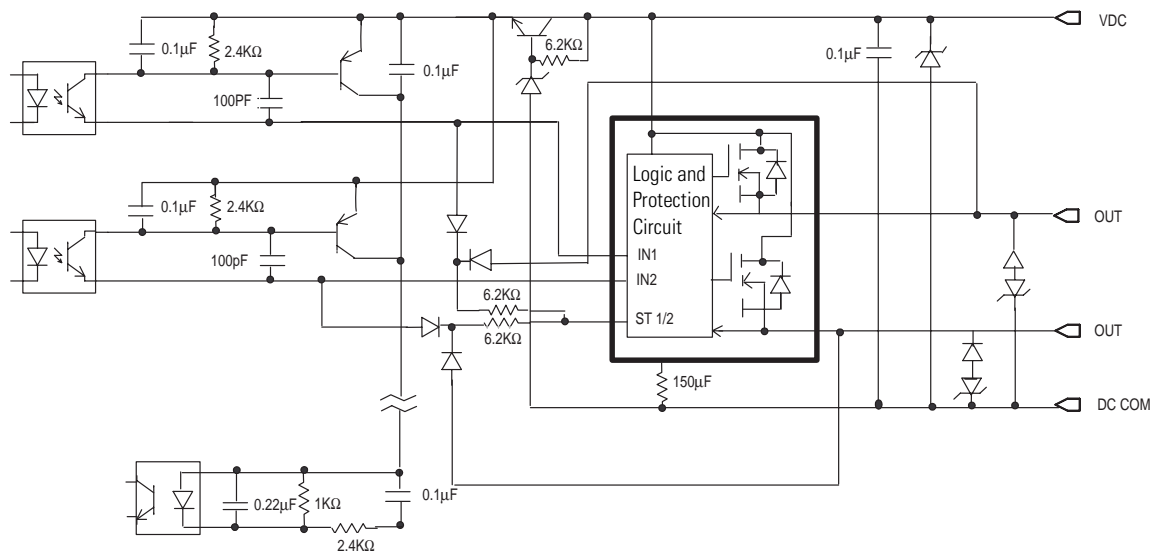 VDC
6.2KΩ
0.1µF
2.4KΩ
0.1µF
0.1µF
100PF
Logic and
Protection
Circuit
0.1µF
2.4KΩ
OUT
100pF
IN1
IN2
6.2KΩ
ST 1/2
6.2KΩ
OUT
150µF
DC COM
0.22µF
1KΩ
0.1µF
2.4KΩ